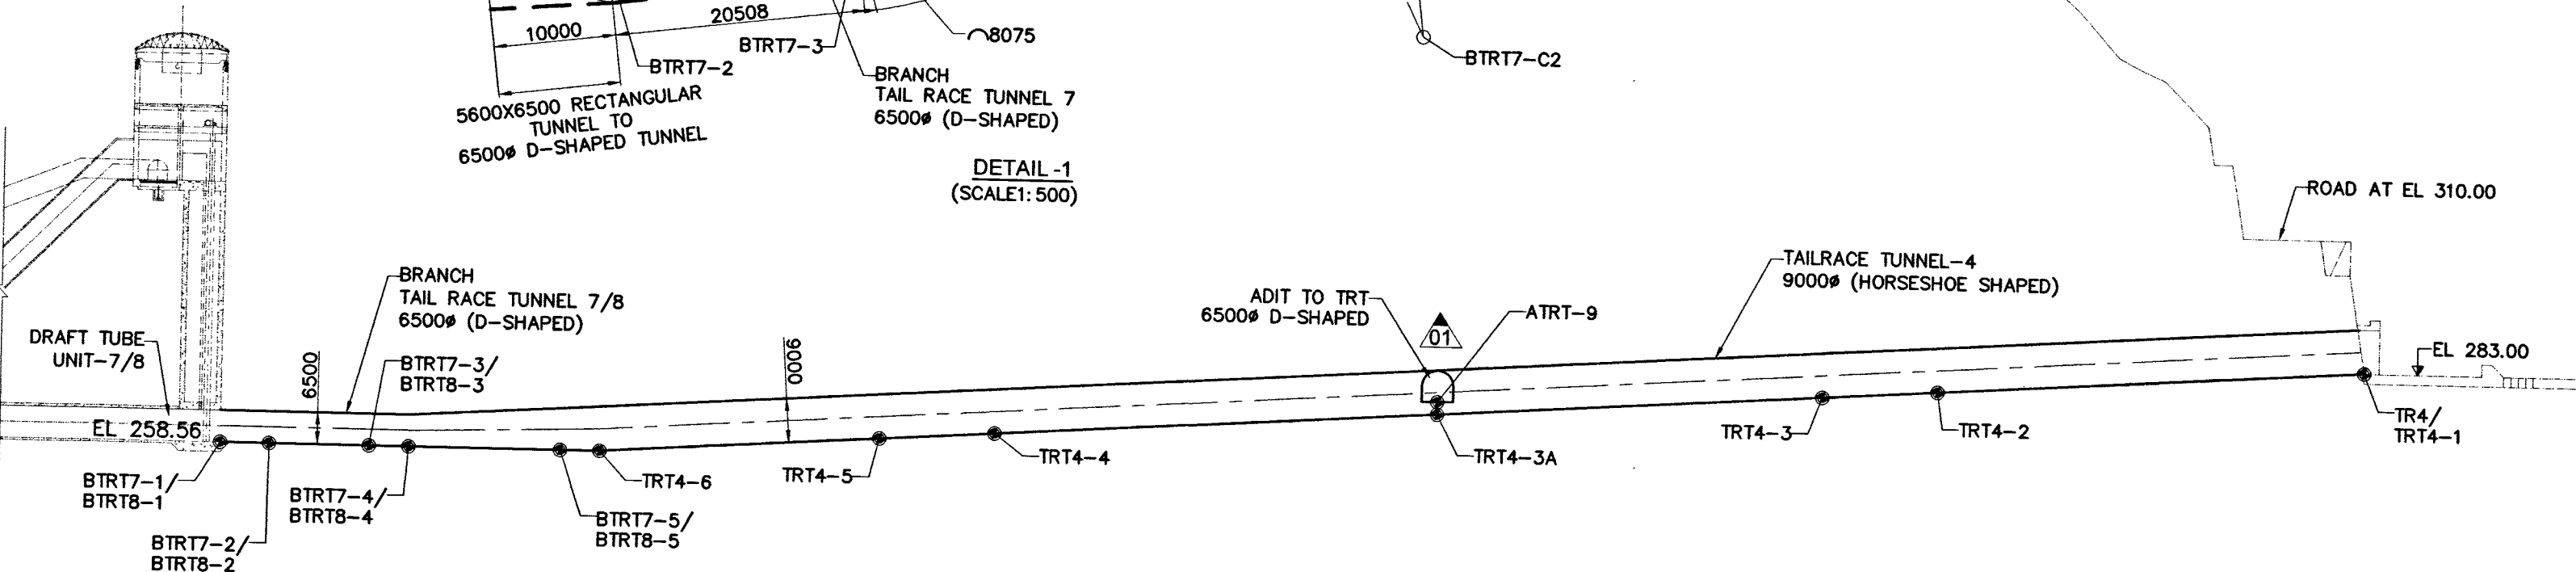 10000
20508
BTRT7-3
⌒8075
BTRT7-2
BTRT7-C2
BRANCH
TAIL RACE TUNNEL 7
6500ø (D-SHAPED)
5600X6500 RECTANGULAR
TUNNEL TO
6500ø D-SHAPED TUNNEL
DETAIL-1
(SCALE1:500)
ROAD AT EL 310.00
BRANCH
TAIL RACE TUNNEL 7/8
6500ø (D-SHAPED)
TAILRACE TUNNEL-4
9000ø (HORSESHOE SHAPED)
ADIT TO TRT
6500ø D-SHAPED
01
ATRT-9
DRAFT TUBE
UNIT-7/8
6500
BTRT7-3/
BTRT8-3
9000
EL 283.00
EL 258.56
TR4/
TRT4-1
TRT4-3
TRT4-2
TRT4-4
TRT4-3A
TRT4-5
TRT4-6
BTRT7-1/
BTRT8-1
BTRT7-4/
BTRT8-4
BTRT7-5/
BTRT8-5
BTRT7-2/
BTRT8-2